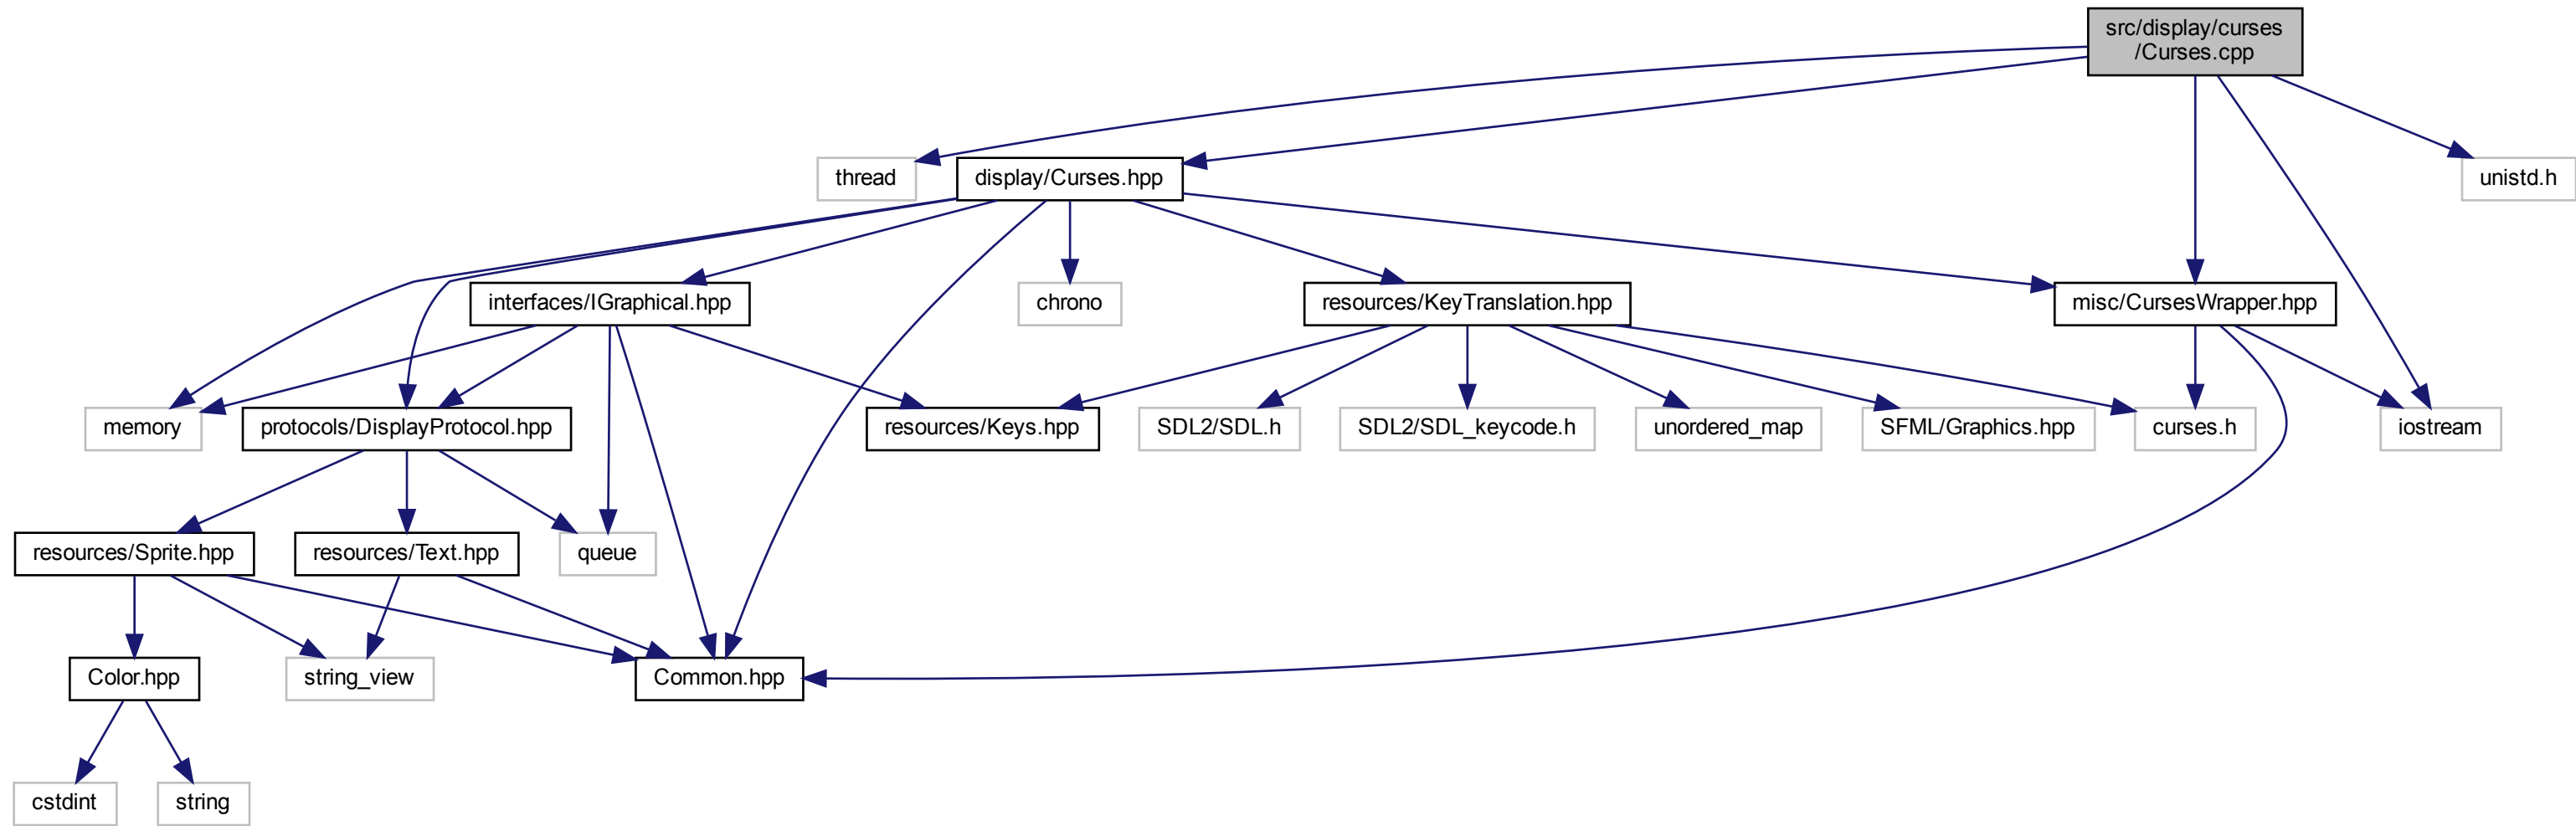 src/display/curses
/Curses.cpp
thread
display/Curses.hpp
unistd.h
interfaces/IGraphical.hpp
chrono
resources/KeyTranslation.hpp
misc/CursesWrapper.hpp
memory
protocols/DisplayProtocol.hpp
resources/Keys.hpp
SDL2/SDL.h
SDL2/SDL_keycode.h
unordered_map
SFML/Graphics.hpp
curses.h
iostream
resources/Sprite.hpp
resources/Text.hpp
queue
Color.hpp
string_view
Common.hpp
cstdint
string